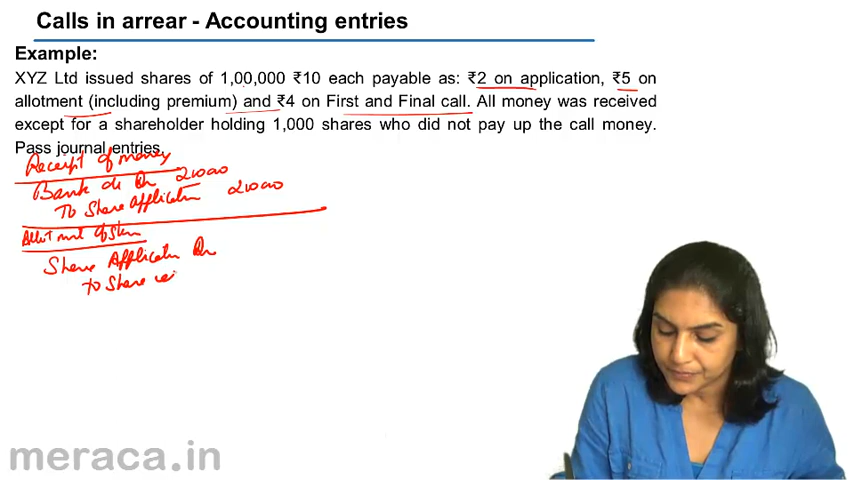 Calls in arrear - Accounting entries
Example:
XYZ Ltd issued shares of 1,00,000 ₹10 each payable as: ₹2 on application, ₹5 on
allotment (including premium) and ₹4 on First and Final call. All money was received
except for a shareholder holding 1,000 shares who did not pay up the call money.
Pass journal entries.
Receipt of money
Bank a/c Dr 200000
To Share Application 200000
Allotment of Shares
Share Application Dr
to Share
meraca.in